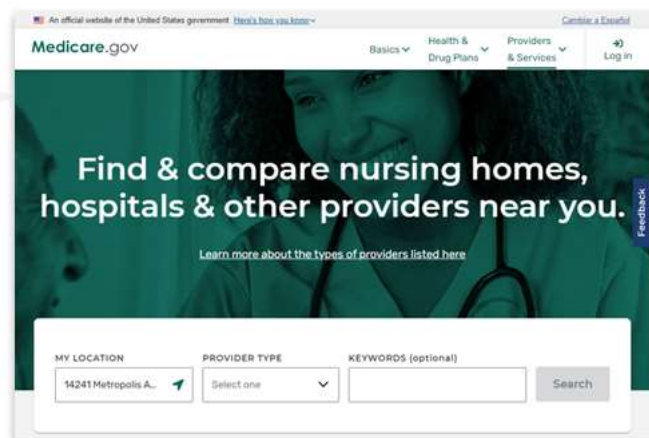 An official website of the United States government Here's how you know
Cambiar a Español
Medicare.gov
Basics
Health & Drug Plans
Providers & Services
Log in
Find & compare nursing homes,
hospitals & other providers near you.
Learn more about the types of providers listed here
Feedback
MY LOCATION
PROVIDER TYPE
KEYWORDS (optional)
14241 Metropolis A...
Select one
Search